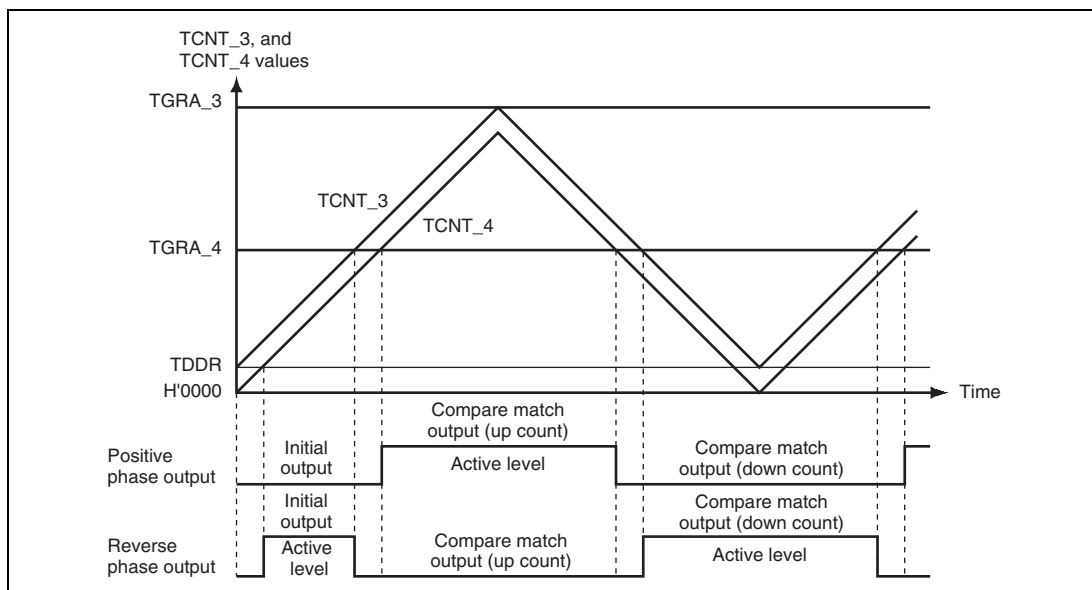 TCNT_3, and
TCNT_4 values
TGRA_3
TCNT_3
TCNT_4
TGRA_4
TDDR
H'0000
Time
Compare match
output (up count)
Positive
phase output
Initial
output
Active level
Compare match
output (down count)
Initial
output
Compare match
output (down count)
Reverse
phase output
Active
level
Compare match
output (up count)
Active level